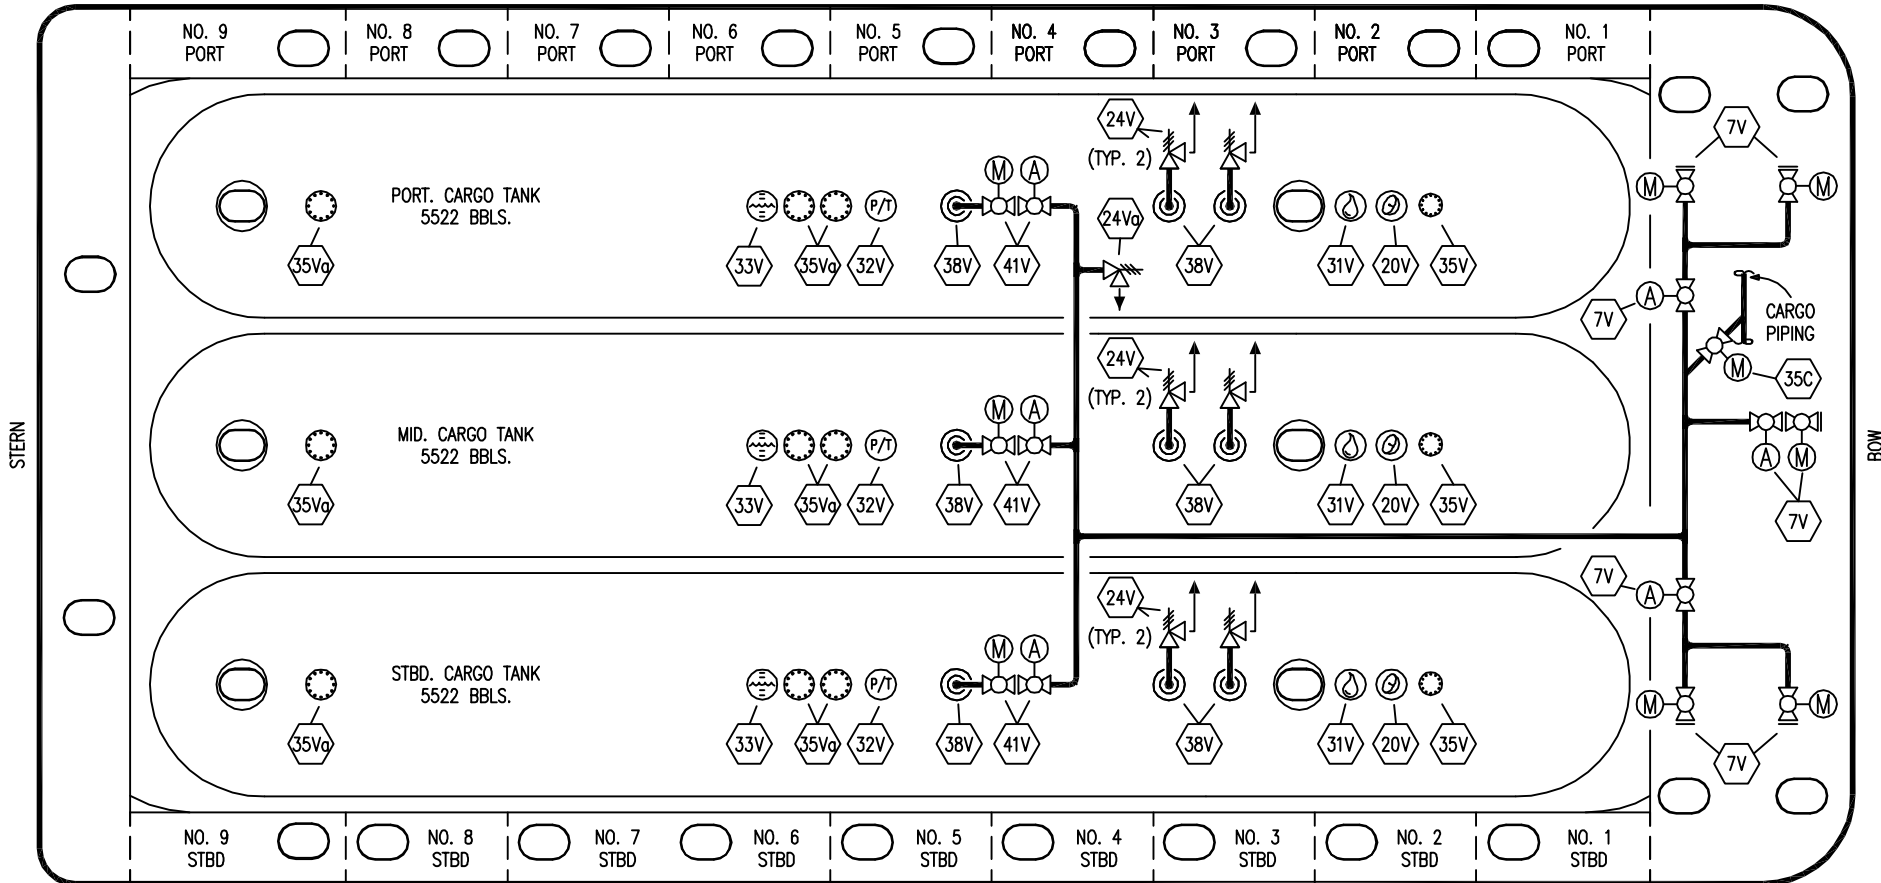 NO. 9 NO. 8 NO. 7 NO. 6 NO. 5 NO. 4 NO. 3 NO. 2 NO. 1
PORT PORT PORT PORT PORT PORT PORT PORT PORT
24V
7V
(TYP. 2)
M A
M M
PORT. CARGO TANK
5522 BBLS.
P/T
24Va
35Va 33V 35Va 32V 38V 41V 38V 31V 20V 35V
A
7V
CARGO
PIPING
24V
M
35C
(TYP. 2)
M A
STERN
MID. CARGO TANK
5522 BBLS.
P/T
BOW
A M
35Va 33V 35Va 32V 38V 41V 38V 31V 20V 35V
7V
7V
A
24V
(TYP. 2)
M A
STBD. CARGO TANK
5522 BBLS.
P/T
M M
35Va 33V 35Va 32V 38V 41V 38V 31V 20V 35V
7V
NO. 9 NO. 8 NO. 7 NO. 6 NO. 5 NO. 4 NO. 3 NO. 2 NO. 1
STBD STBD STBD STBD STBD STBD STBD STBD STBD